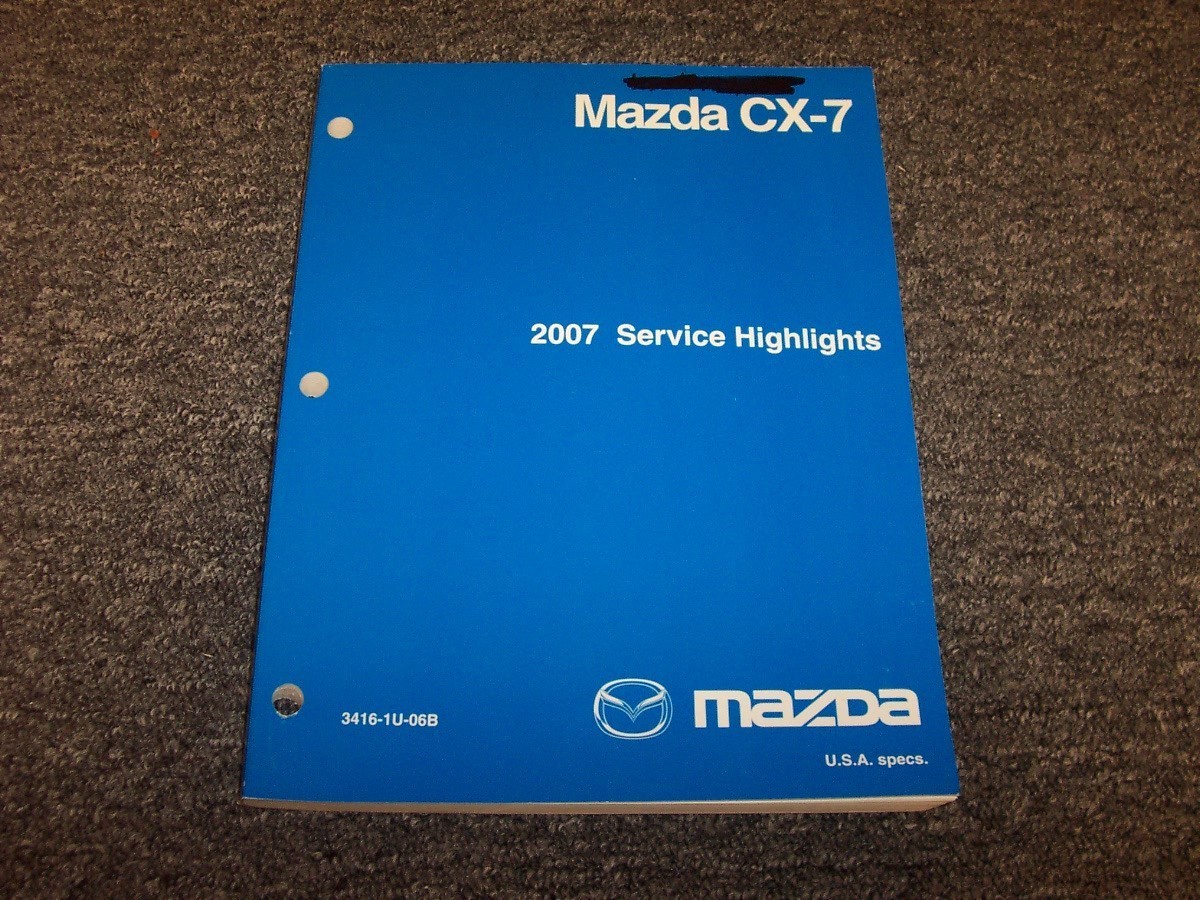 Mazda CX-7
2007 Service Highlights
3416-1U-06B
mazda
U.S.A. specs.